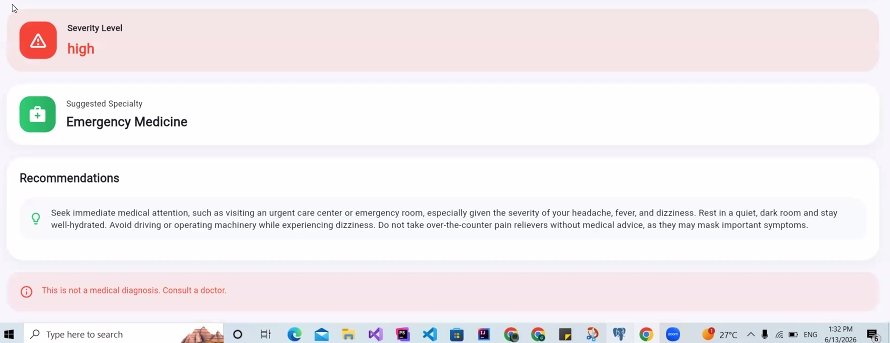 Severity Level
high
Suggested Specialty
Emergency Medicine
Recommendations
Seek immediate medical attention, such as visiting an urgent care center or emergency room, especially given the severity of your headache, fever, and dizziness. Rest in a quiet, dark room and stay
well-hydrated. Avoid driving or operating machinery while experiencing dizziness. Do not take over-the-counter pain relievers without medical advice, as they may mask important symptoms.
This is not a medical diagnosis. Consult a doctor.
Type here to search
27°C
ENG
1:32 PM
6/13/2026
6